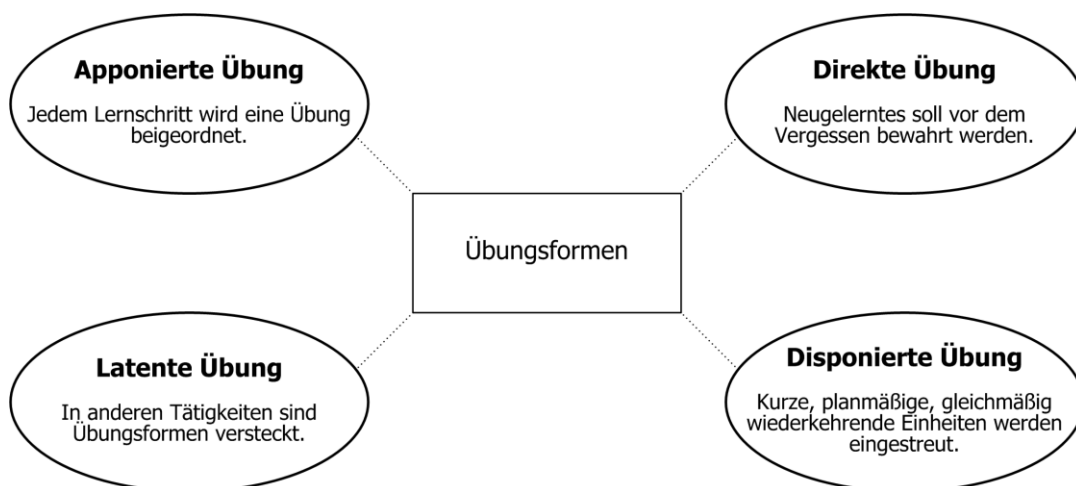 Apponierte Übung
Jedem Lernschritt wird eine Übung
beigeordnet.
Direkte Übung
Neugelerntes soll vor dem
Vergessen bewahrt werden.
Übungsformen
Latente Übung
In anderen Tätigkeiten sind
Übungsformen versteckt.
Disponierte Übung
Kurze, planmäßige, gleichmäßig
wiederkehrende Einheiten werden
eingestreut.